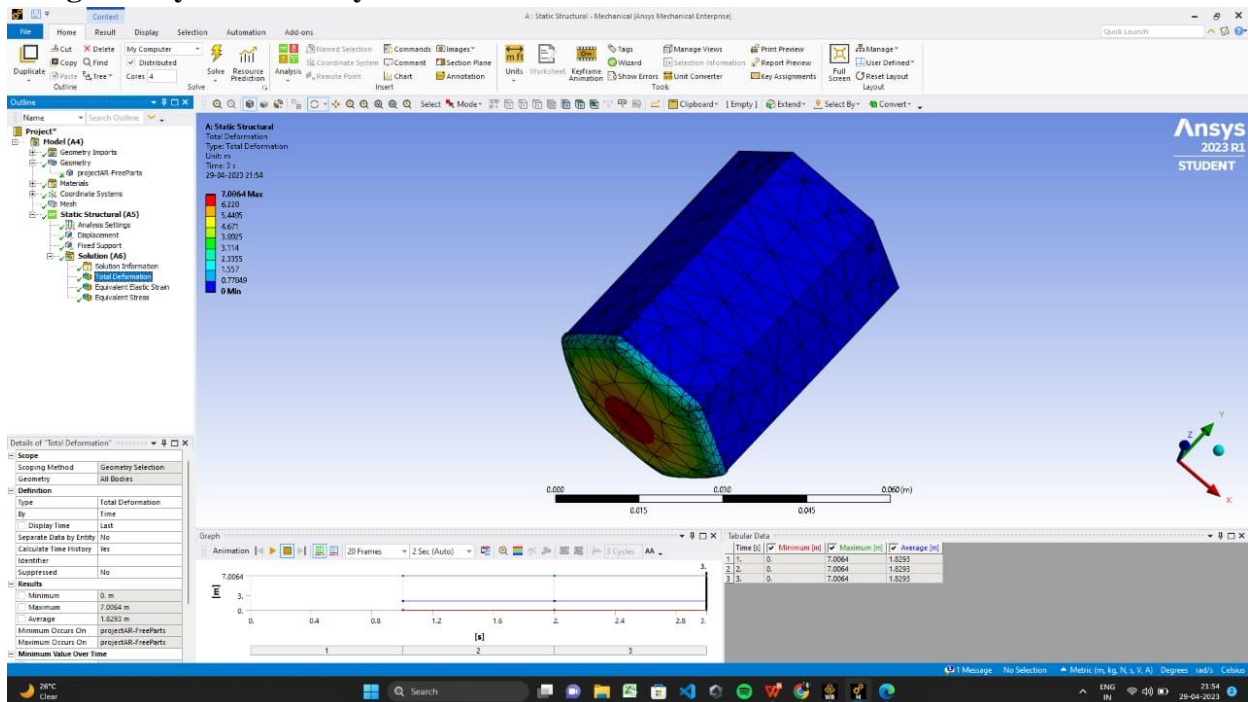 Context
A : Static Structural - Mechanical [Ansys Mechanical Enterprise]
File Home Result Display Selection Automation Add-ons
Quick Launch
Duplicate
Cut
Copy
Paste
Delete
Find
Tree
Outline
My Computer
Distributed
Cores 4
Solve
Resource Prediction
Solve
Analysis
Named Selection
Coordinate System
Remote Point
Commands
Comment
Chart
Images
Section Plane
Annotation
Insert
Units
Worksheet
Keyframe Animation
Tags
Wizard
Show Errors
Manage Views
Selection Information
Unit Converter
Print Preview
Report Preview
Key Assignments
Tools
Full Screen
Manage
User Defined
Reset Layout
Layout
Outline
Select Mode Clipboard [ Empty ] Extend Select By Convert
Name Search Outline
Project*
Model (A4)
Geometry Imports
Geometry
projectAR-FreeParts
Materials
Coordinate Systems
Mesh
Static Structural (A5)
Analysis Settings
Displacement
Fixed Support
Solution (A6)
Solution Information
Total Deformation
Equivalent Elastic Strain
Equivalent Stress
A: Static Structural
Total Deformation
Type: Total Deformation
Unit: m
Time: 3 s
29-04-2023 21:54
7.0064 Max
5.4495
4.671
3.8925
3.114
2.3355
1.557
0.77849
0 Min
Ansys
2023 R1
STUDENT
0.000 0.030 0.060 (m)
0.015 0.045
Y
Z
X
Details of "Total Deformation"
Scope
Scoping Method Geometry Selection
Geometry All Bodies
Definition
Type Total Deformation
By Time
Display Time Last
Separate Data by Entity No
Calculate Time History Yes
Identifier
Suppressed No
Results
Minimum 0. m
Maximum 7.0064 m
Average 1.8293 m
Minimum Occurs On projectAR-FreeParts
Maximum Occurs On projectAR-FreeParts
Minimum Value Over Time
Graph
Animation 20 Frames 2 Sec (Auto) 3 Cycles
3.
7.0064
[m]
3.
0.
0. 0.4 0.8 1.2 1.6 2. 2.4 2.8 3.
[s]
1 2 3
Tabular Data
Time [s] Minimum [m] Maximum [m] Average [m]
1 1. 0. 7.0064 1.8293
2 2. 0. 7.0064 1.8293
3 3. 0. 7.0064 1.8293
1 Message No Selection Metric (m, kg, N, s, V, A) Degrees rad/s Celsius
26°C
Clear
Search
ENG
IN
21:54
29-04-2023